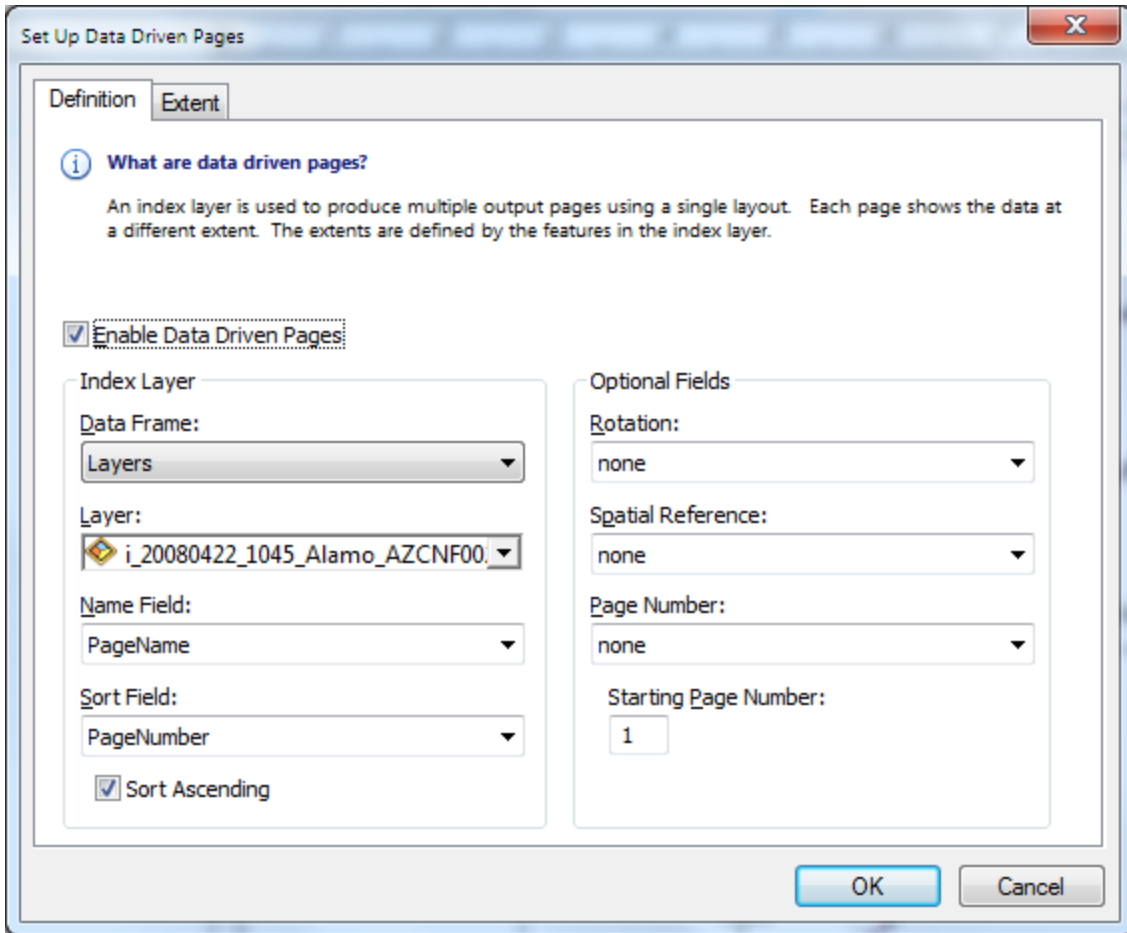 Set Up Data Driven Pages
Definition
Extent
What are data driven pages?
An index layer is used to produce multiple output pages using a single layout. Each page shows the data at
a different extent. The extents are defined by the features in the index layer.
Enable Data Driven Pages
Index Layer
Data Frame:
Layers
Layer:
i_20080422_1045_Alamo_AZCNF00.
Name Field:
PageName
Sort Field:
PageNumber
Sort Ascending
Optional Fields
Rotation:
none
Spatial Reference:
none
Page Number:
none
Starting Page Number:
1
OK
Cancel